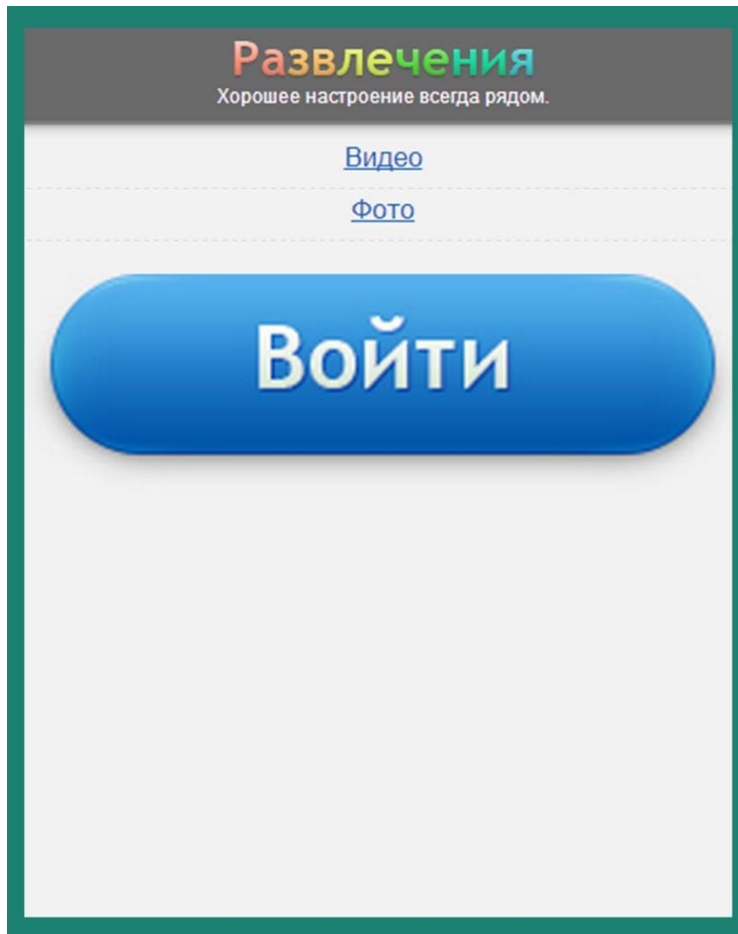 Развлечения
Хорошее настроение всегда рядом.
Видео
Фото
Войти